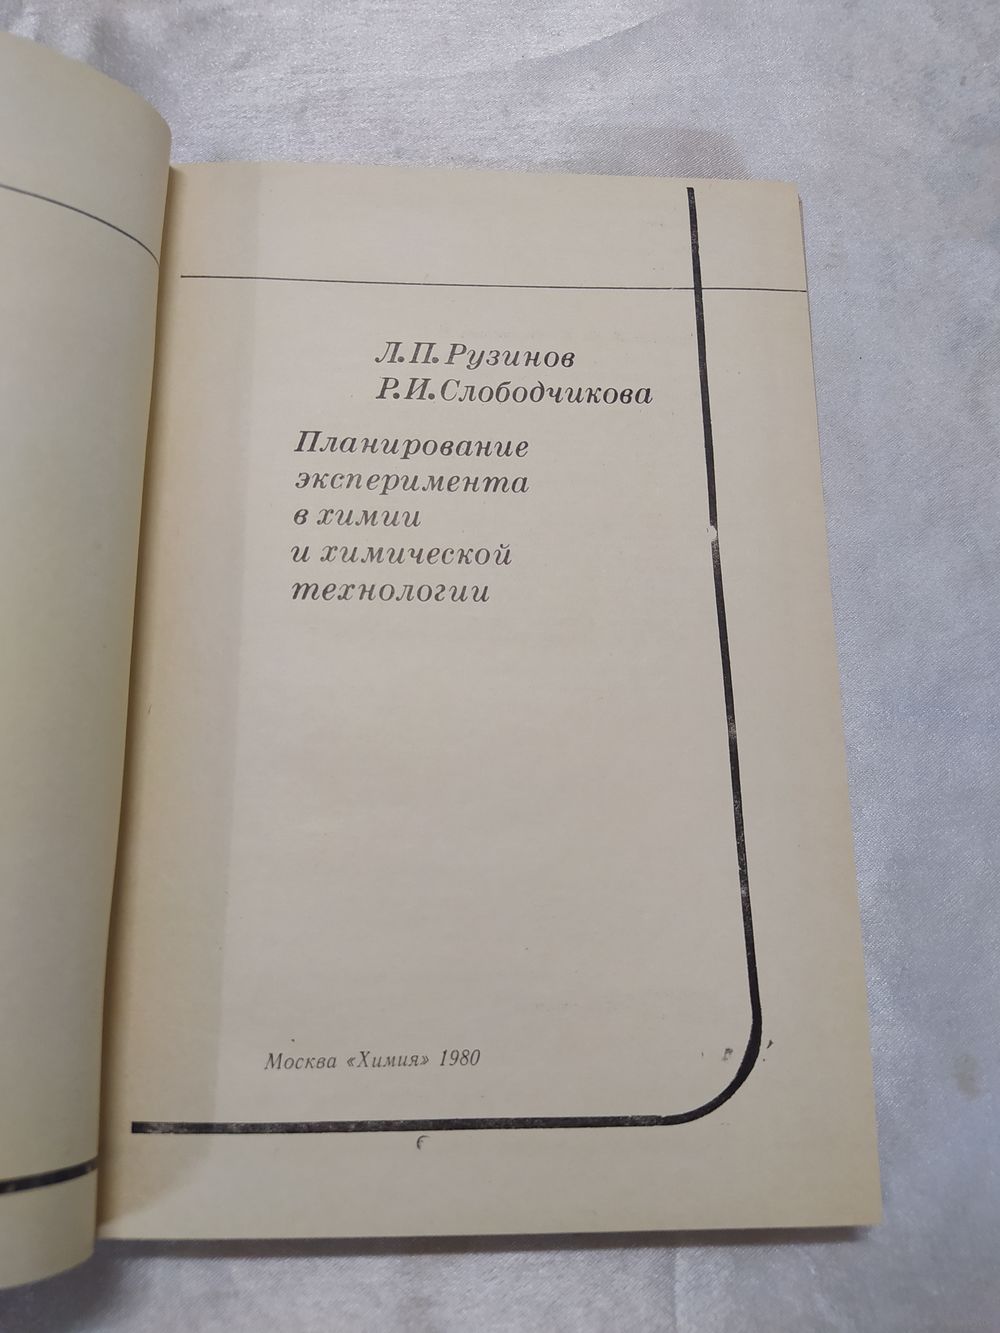 Л.П. Рузинов
Р.И. Слободчикова
Планирование
эксперимента
в химии
и химической
технологии
Москва «Химия» 1980